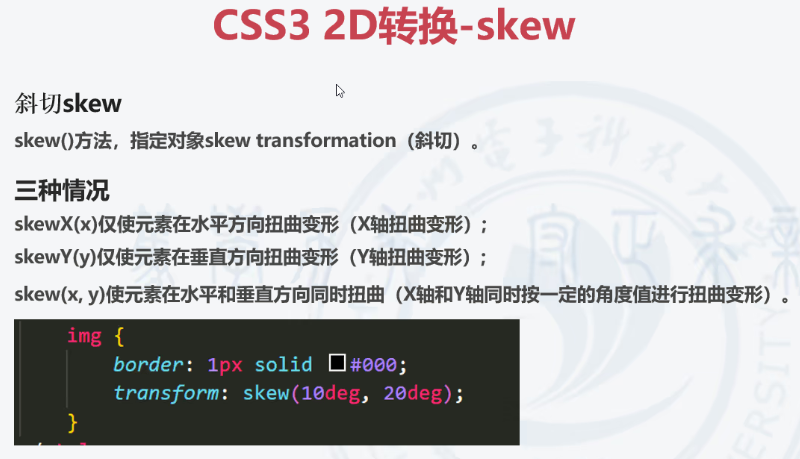 CSS3 2D转换-skew
斜切skew
skew()方法，指定对象skew transformation（斜切）。
三种情况
skewX(x)仅使元素在水平方向扭曲变形（X轴扭曲变形）；
skewY(y)仅使元素在垂直方向扭曲变形（Y轴扭曲变形）；
skew(x, y)使元素在水平和垂直方向同时扭曲（X轴和Y轴同时按一定的角度值进行扭曲变形）。
img {
border: 1px solid #000;
transform: skew(10deg, 20deg);
}